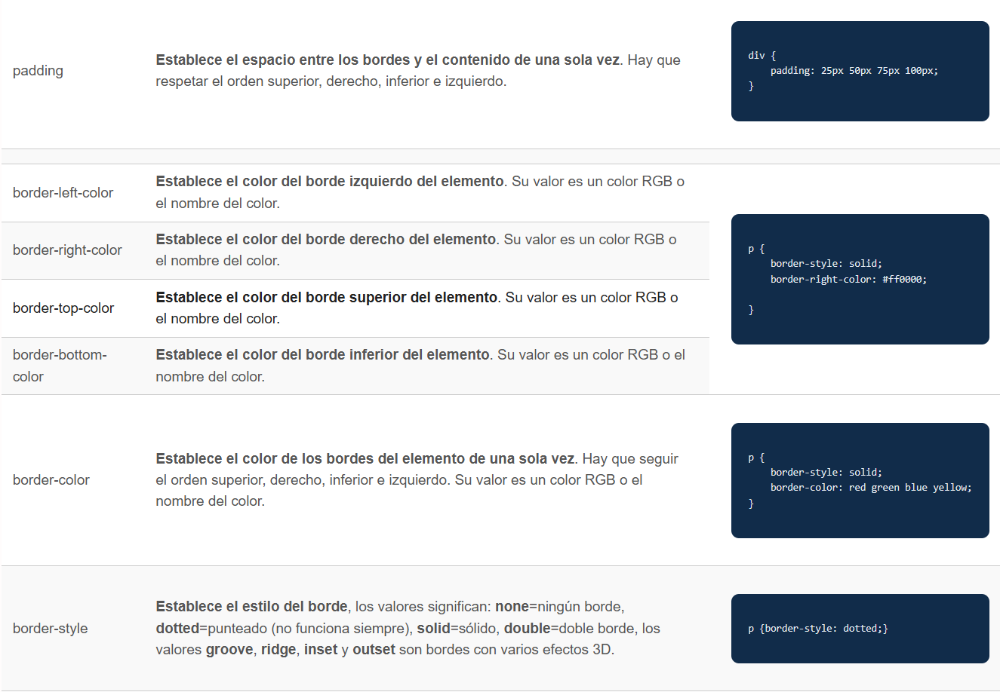 padding
Establece el espacio entre los bordes y el contenido de una sola vez. Hay que
respetar el orden superior, derecho, inferior e izquierdo.
div {
    padding: 25px 50px 75px 100px;
}
border-left-color
Establece el color del borde izquierdo del elemento. Su valor es un color RGB o
el nombre del color.
border-right-color
Establece el color del borde derecho del elemento. Su valor es un color RGB o
el nombre del color.
border-top-color
Establece el color del borde superior del elemento. Su valor es un color RGB o
el nombre del color.
border-bottom-
color
Establece el color del borde inferior del elemento. Su valor es un color RGB o el
nombre del color.
p {
    border-style: solid;
    border-right-color: #ff0000;
}
border-color
Establece el color de los bordes del elemento de una sola vez. Hay que seguir
el orden superior, derecho, inferior e izquierdo. Su valor es un color RGB o el
nombre del color.
p {
    border-style: solid;
    border-color: red green blue yellow;
}
border-style
Establece el estilo del borde, los valores significan: none=ningún borde,
dotted=punteado (no funciona siempre), solid=sólido, double=doble borde, los
valores groove, ridge, inset y outset son bordes con varios efectos 3D.
p {border-style: dotted;}